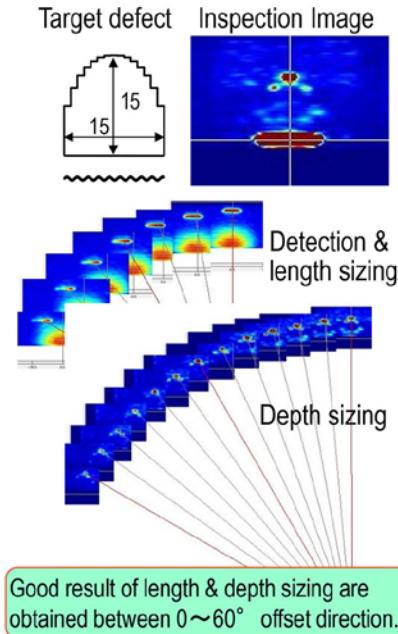 Target defect
Inspection Image
15
15
Detection &
length sizing
Depth sizing
Good result of length & depth sizing are
obtained between 0～60° offset direction.